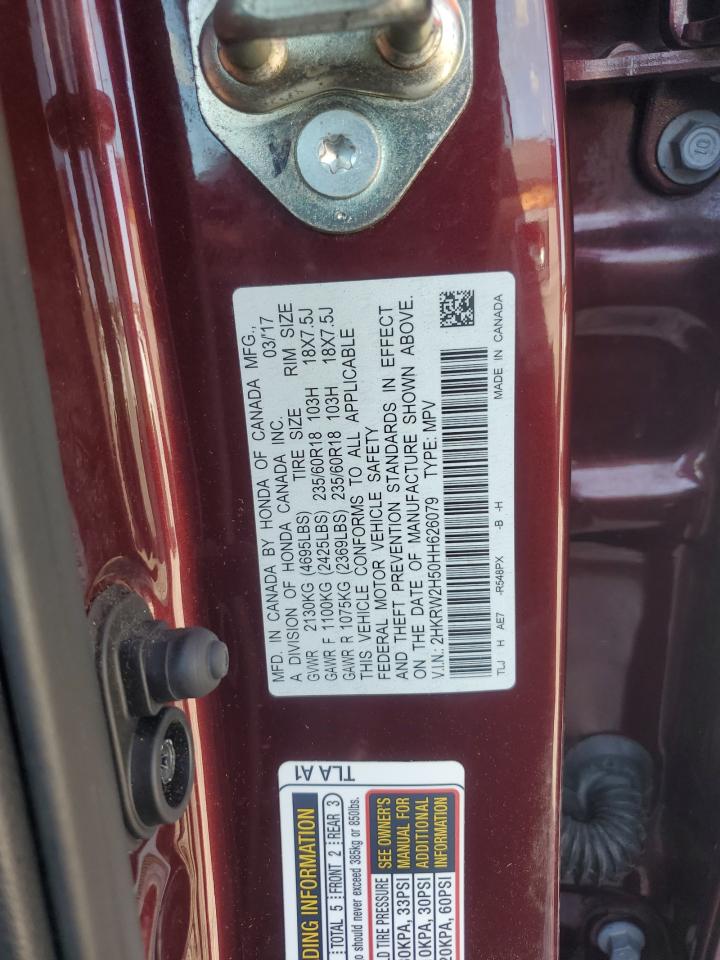 MFD. IN CANADA BY HONDA OF CANADA MFG.,
A DIVISION OF HONDA CANADA INC. 03/17
GVWR 2130KG (4695LBS) TIRE SIZE RIM SIZE
GAWR F 1100KG (2425LBS) 235/60R18 103H 18X7.5J
GAWR R 1075KG (2369LBS) 235/60R18 103H 18X7.5J
THIS VEHICLE CONFORMS TO ALL APPLICABLE
FEDERAL MOTOR VEHICLE SAFETY
AND THEFT PREVENTION STANDARDS IN EFFECT
ON THE DATE OF MANUFACTURE SHOWN ABOVE.
V.I.N.: 2HKRW2H50HH626079 TYPE: MPV
TLJ H AE7 -R548PX -B -H MADE IN CANADA
TLA A1
INFORMATION
TOTAL 5 FRONT 2 REAR 3
should never exceed 385kg or 850lbs.
TIRE PRESSURE
33PSI
30PSI
60PSI
SEE OWNER'S
MANUAL FOR
ADDITIONAL
INFORMATION
10